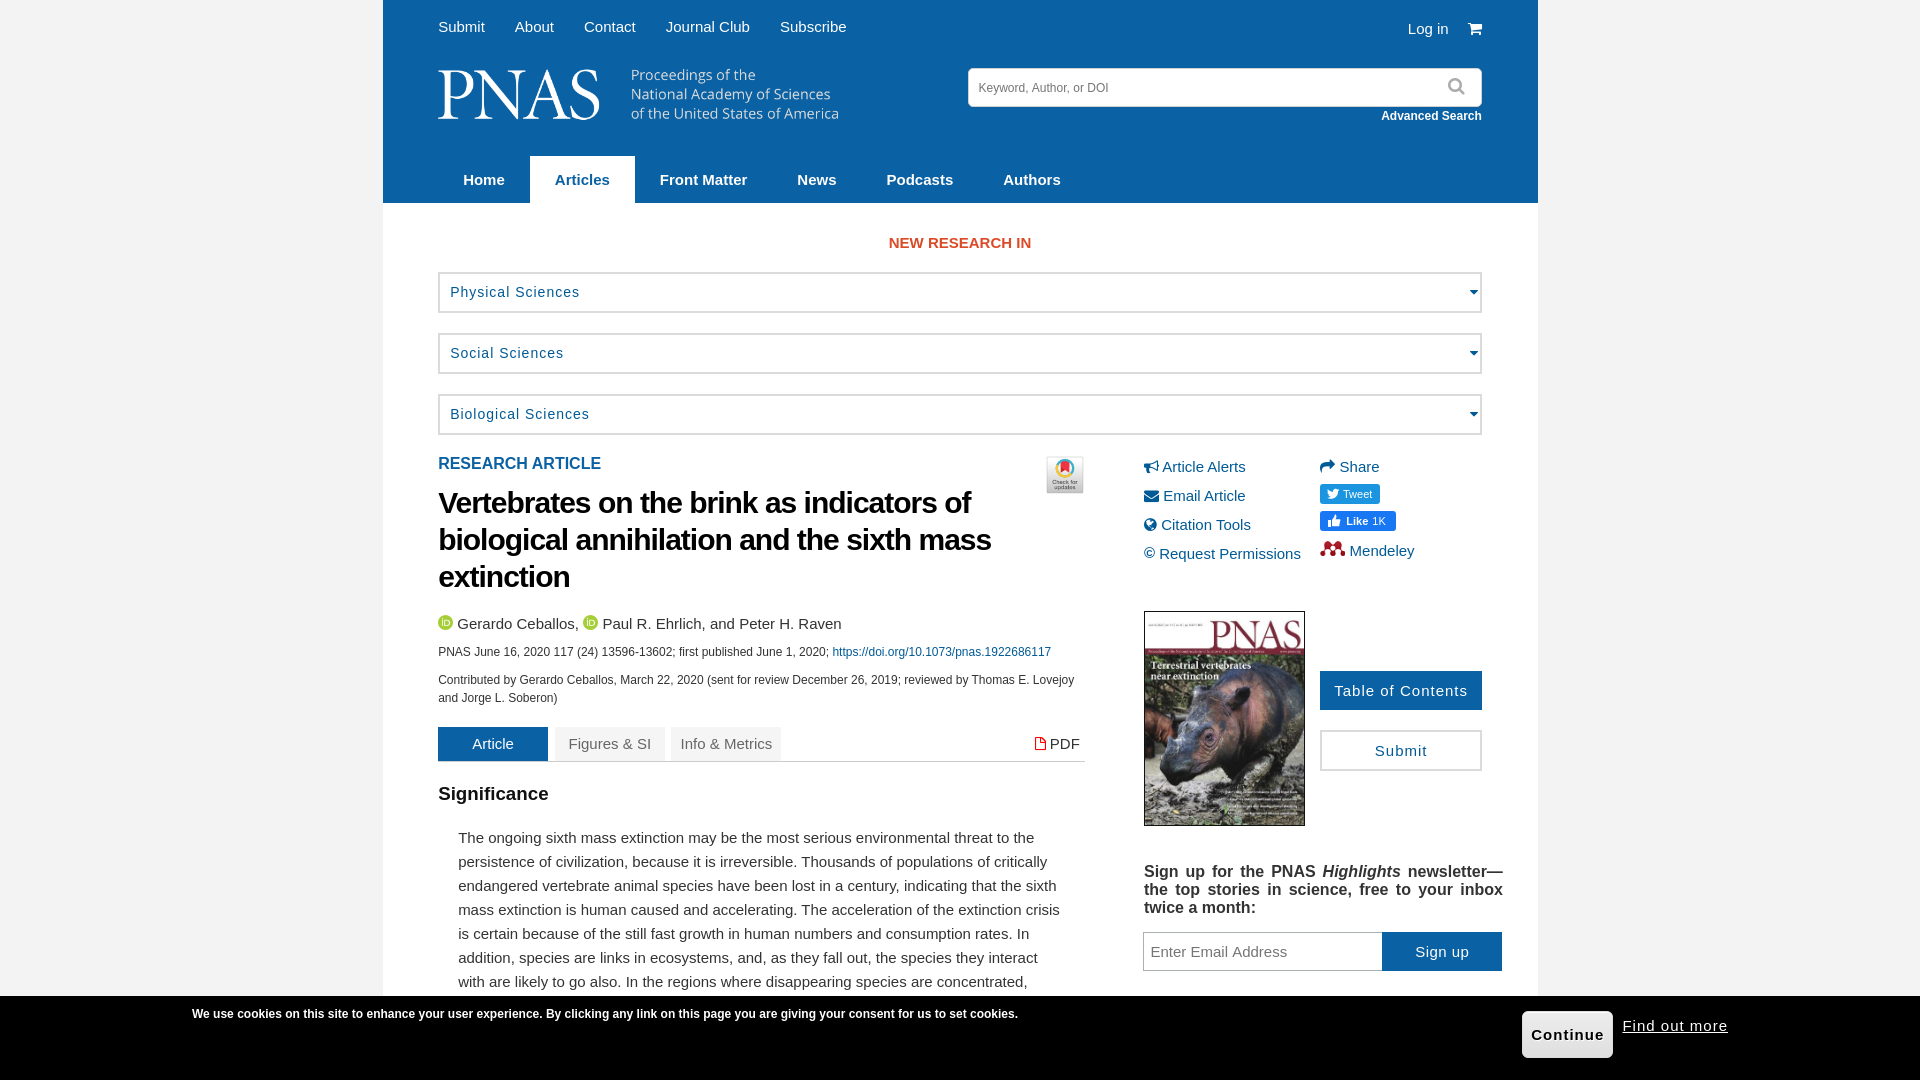 Submit About Contact Journal Club Subscribe
Log in
PNAS
Proceedings of the
National Academy of Sciences
of the United States of America
Keyword, Author, or DOI
Advanced Search
Home Articles Front Matter News Podcasts Authors
NEW RESEARCH IN
Physical Sciences
Social Sciences
Biological Sciences
RESEARCH ARTICLE
Check for
updates
Vertebrates on the brink as indicators of
biological annihilation and the sixth mass
extinction
iD Gerardo Ceballos, iD Paul R. Ehrlich, and Peter H. Raven
PNAS June 16, 2020 117 (24) 13596-13602; first published June 1, 2020; https://doi.org/10.1073/pnas.1922686117
Contributed by Gerardo Ceballos, March 22, 2020 (sent for review December 26, 2019; reviewed by Thomas E. Lovejoy
and Jorge L. Soberon)
Article Figures & SI Info & Metrics PDF
Significance
The ongoing sixth mass extinction may be the most serious environmental threat to the
persistence of civilization, because it is irreversible. Thousands of populations of critically
endangered vertebrate animal species have been lost in a century, indicating that the sixth
mass extinction is human caused and accelerating. The acceleration of the extinction crisis
is certain because of the still fast growth in human numbers and consumption rates. In
addition, species are links in ecosystems, and, as they fall out, the species they interact
with are likely to go also. In the regions where disappearing species are concentrated,
Article Alerts
Email Article
Citation Tools
© Request Permissions
Share
Tweet
Like 1K
Mendeley
PNAS
Terrestrial vertebrates
near extinction
Table of Contents
Submit
Sign up for the PNAS Highlights newsletter—
the top stories in science, free to your inbox
twice a month:
Enter Email Address
Sign up
We use cookies on this site to enhance your user experience. By clicking any link on this page you are giving your consent for us to set cookies.
Continue
Find out more